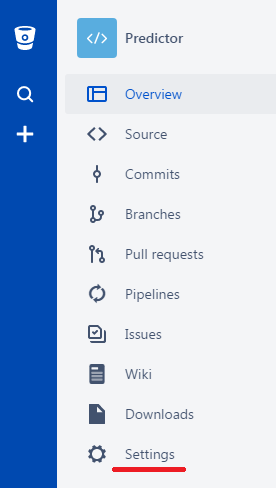 Predictor
Overview
Source
Commits
Branches
Pull requests
Pipelines
Issues
Wiki
Downloads
Settings